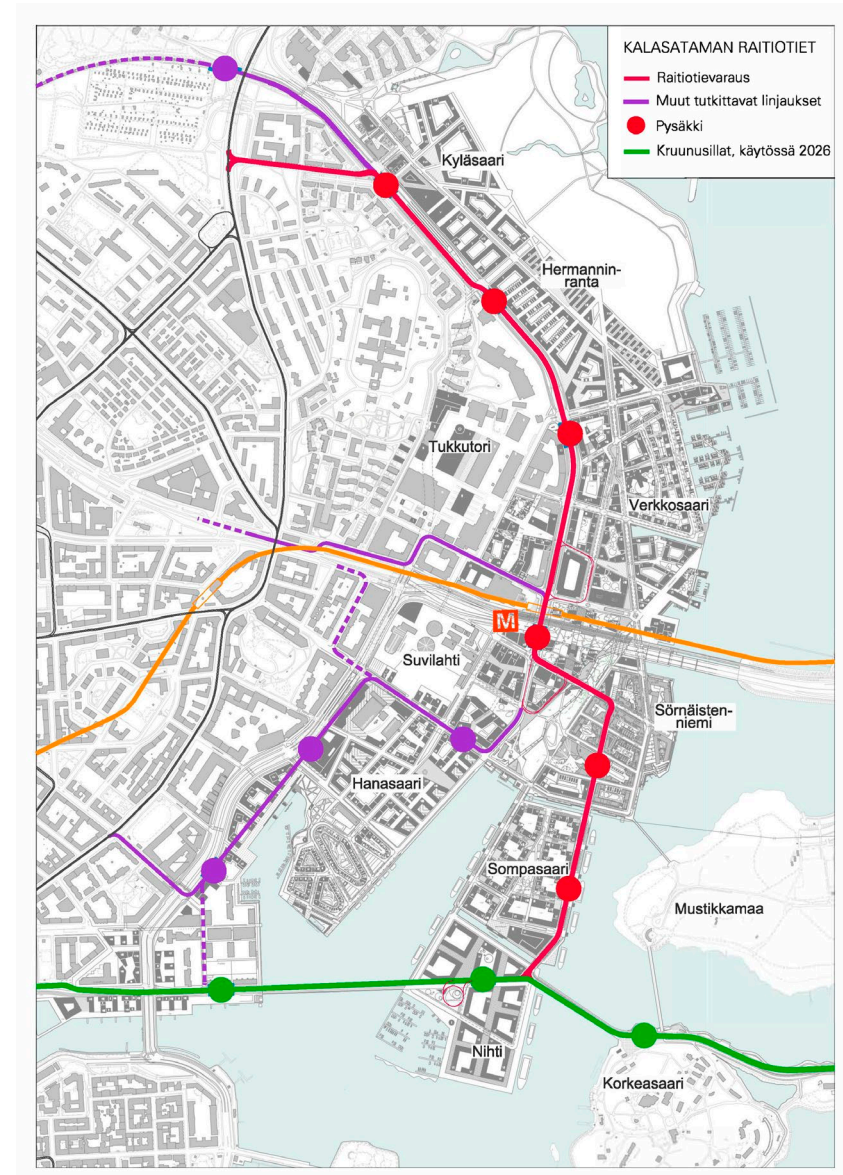 KALASATAMAN RAITIOTIET
Raitiotievaraus
Muut tutkittavat linjaukset
Pysäkki
Kruunusillat, käytössä 2026
Kyläsaari
Hermannin-
ranta
Tukkutori
Verkkosaari
M
Suvilahti
Sörnäisten-
niemi
Hanasaari
Sompasaari
Mustikkamaa
Nihti
Korkeasaari